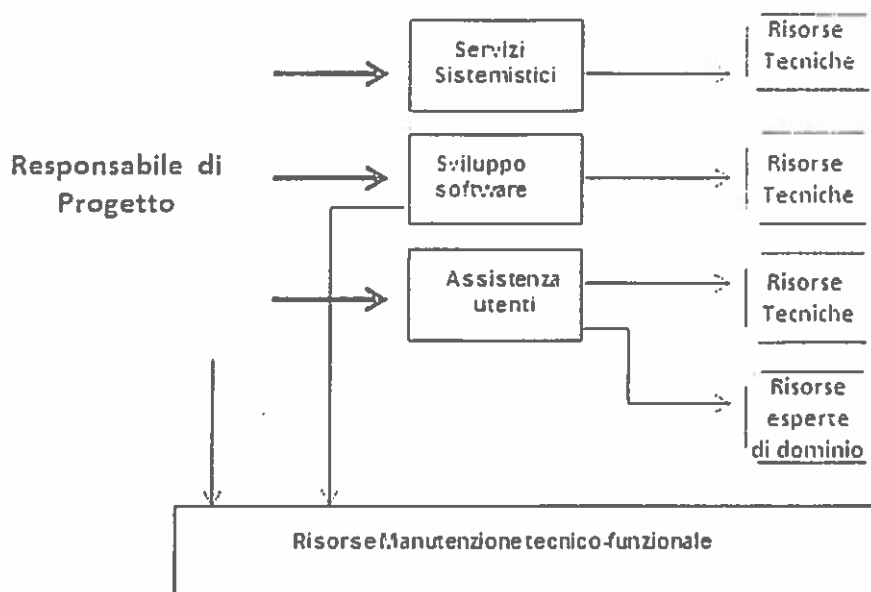 Responsabile di
Progetto
Servizi
Sistemistici
Risorse
Tecniche
Sviluppo
software
Risorse
Tecniche
Assistenza
utenti
Risorse
Tecniche
Risorse
esperte
di dominio
Risorse Manutenzione tecnico-funzionale